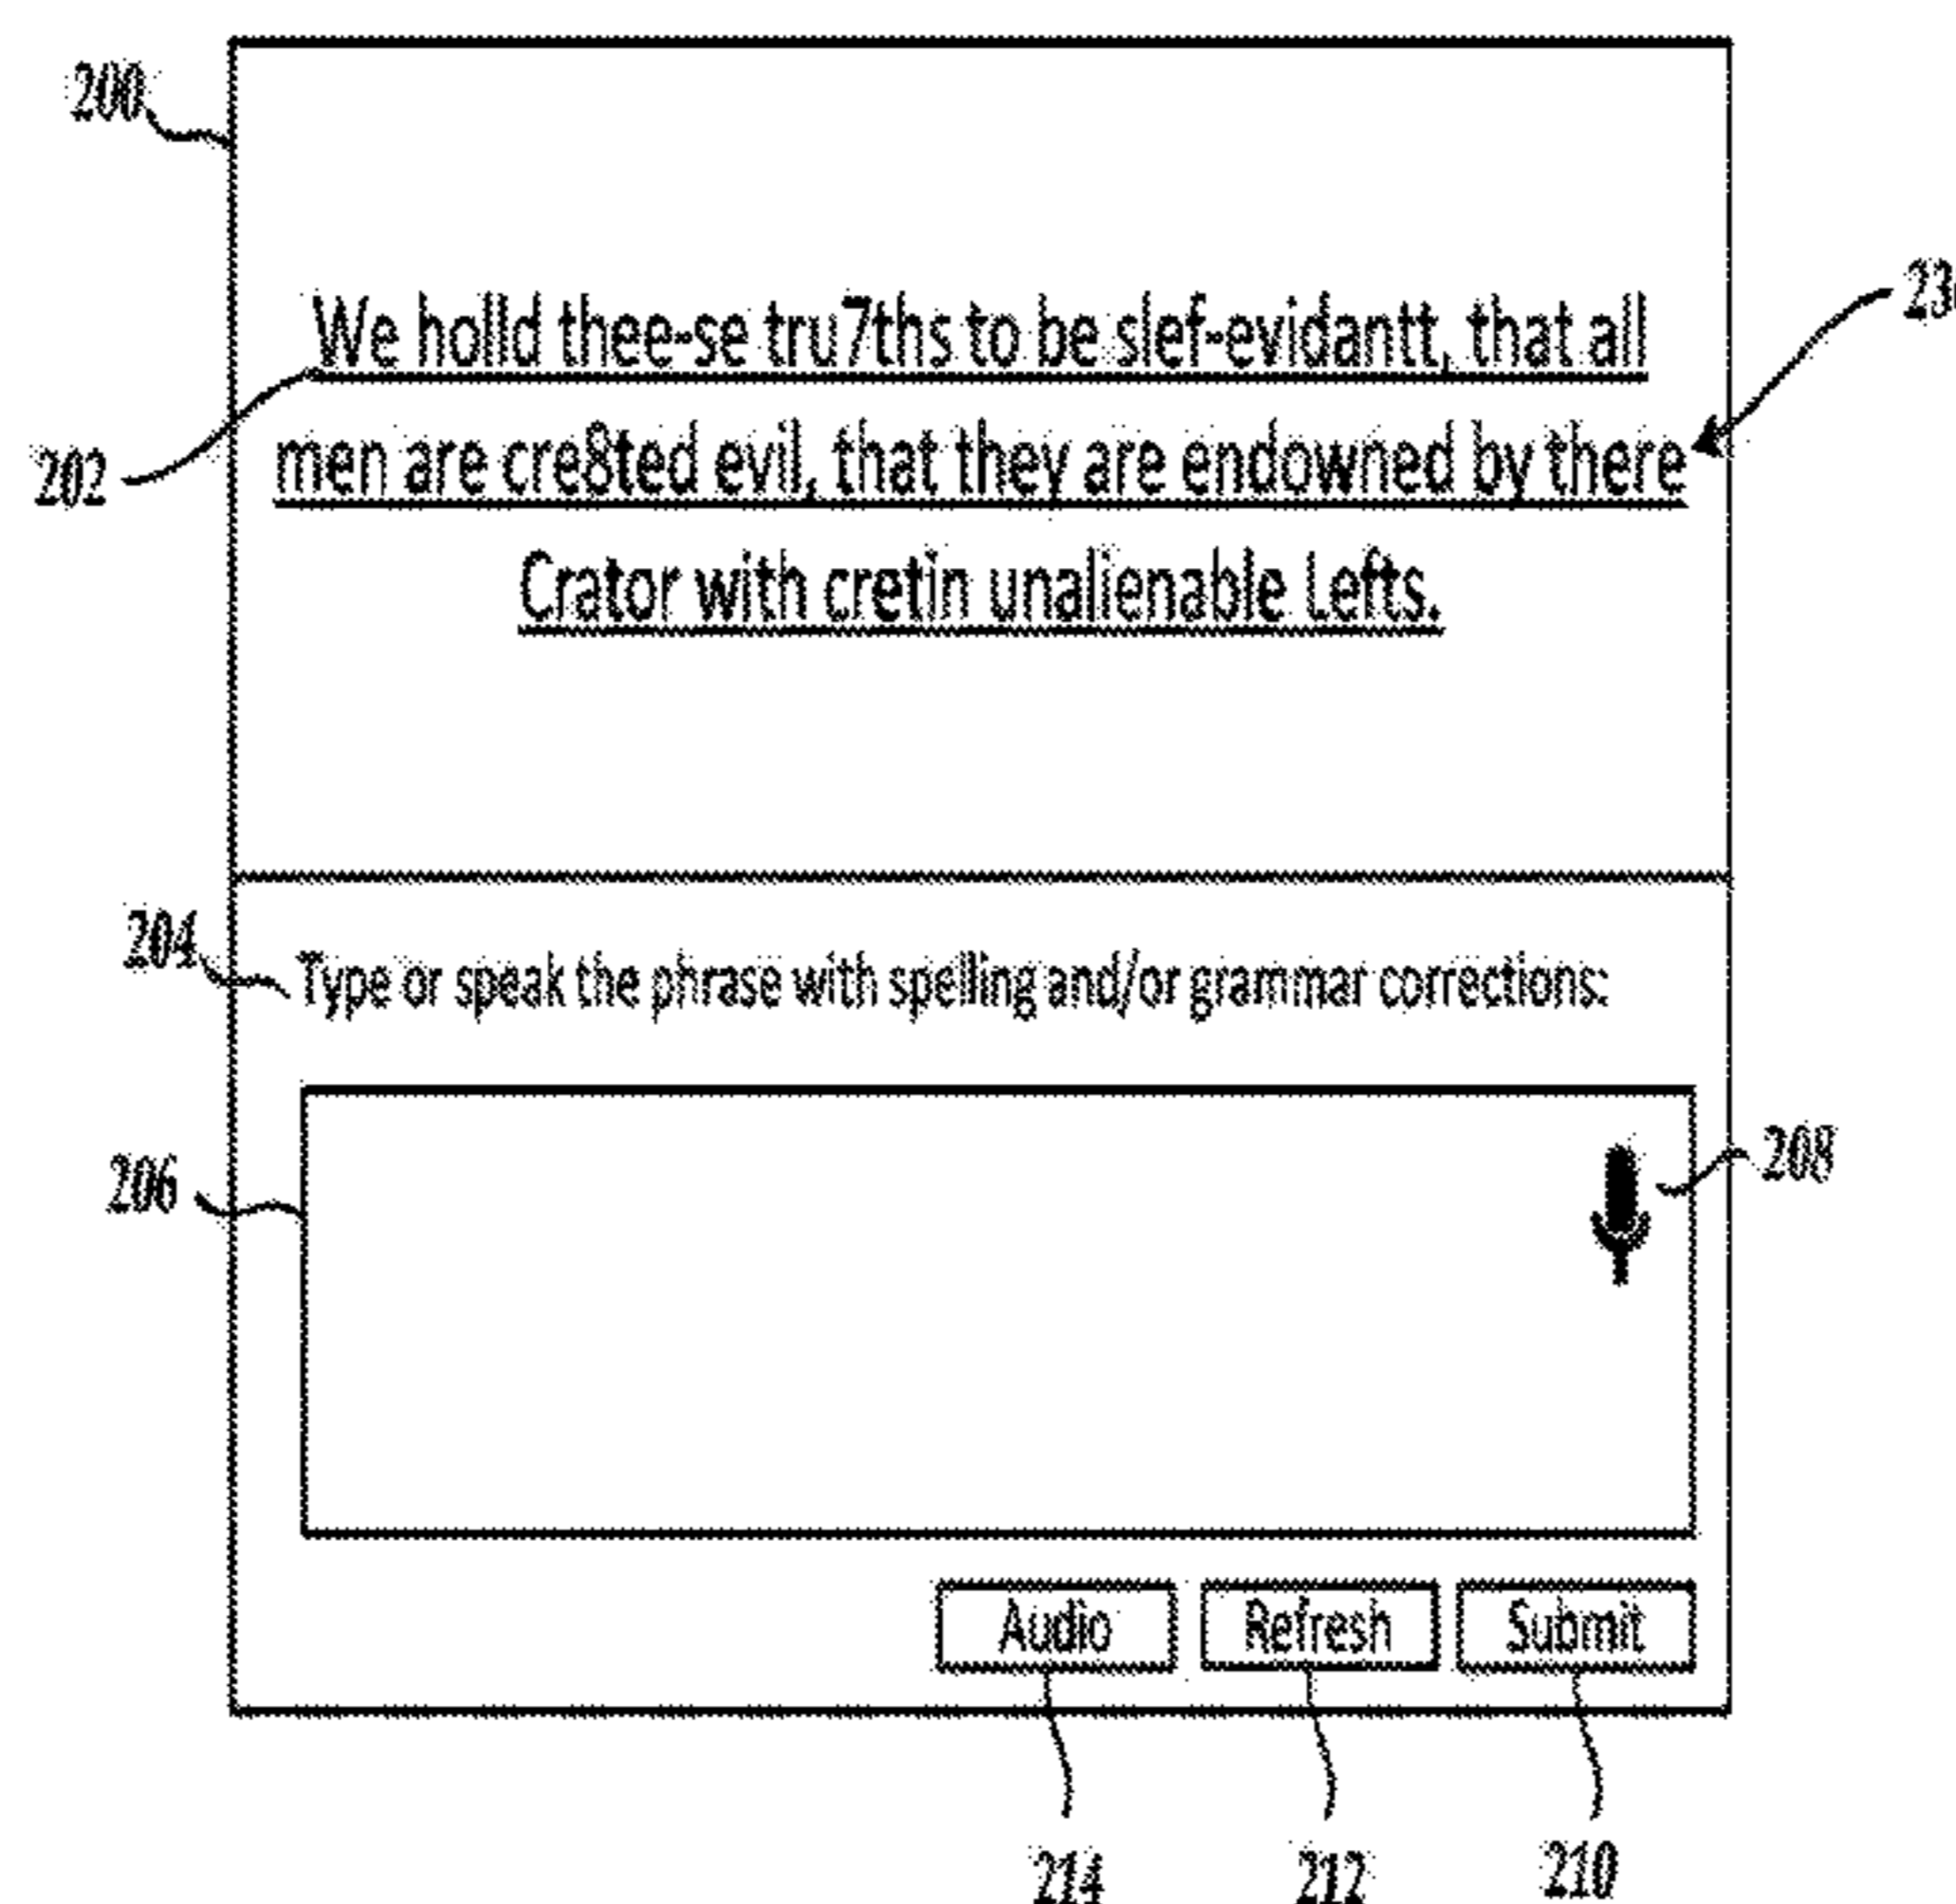 200
We holld thee-se tru7ths to be slef-evidantt, that all
men are cre8ted evil, that they are endowned by there
Crator with cretin unalienable Lefts.
202
204
Type or speak the phrase with spelling and/or grammar corrections:
206
208
Audio Refresh Submit
214 212 210